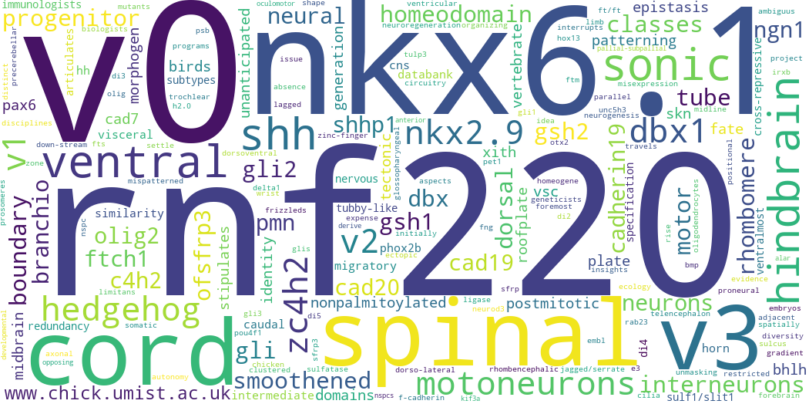 immunologists
mutants
progenitor
biologists
psb
precerebellar
articulates
programs
birds
hh
di3
subtypes
morphogen
distinct
olig
trochlear
h2.0
pax6
disciplines
cad7
visceral
v0
nkx6.1
unanticipated
neural
generation
issue
absence
lagged
oculomotor
ventricular
neuroregeneration
organizing
homeodomain
tulp3
cns
databank
circuitry
vertebrate
ft/ft
epistasis
limb
hox13
classes
pallial-subpallial
patterning
interrupts
ftm
misexpression
parallel
unc5h3
neurogenesis
gli1
idea
otx2
ambiguus
ngn1
project
irxb
cross-repressive
midline
sonic
tube
skn
fate
travels
positional
dbx1
v1
down-stream
fts
settle
zone
dorsoventral
mispatterned
ventral
shh
shhp1
zinc-finger
delta1
wrist
gli2
nkx2.9
gsh2
anterior
xith
pet1
homeogene
glossopharyngeal
tectonic
dorsal
roofplate
nervous
tubby-like
aspects
frizzleds
expense
derive
initially
ectopic
rnf220
prosomeres
boundary
branchio
nspc
similarity
olig2
ofsfrp3
ftch1
c4h2
stipulates
hedgehog
identity
pmn
glis
gsh1
dbx
v2
phox2b
migratory
vsc
di2
cad19
cad20
cadherin19
geneticists
foremost
specification
plate
insights
rise
oligodendrocytes
motor
bmp
rhombomere
ventralmost
alar
evidence
proneural
ecology
hindbrain
midbrain
limitans
redundancy
somatic
gli3
caudal
pou4f1
gli
zc4h2
di5
sfrp3
nonpalmitoylated
ligase
neurod1
fng
sfrp
postmitotic
neurons
telencephalon
rab23
adjacent
spatially
embryos
diversity
sulcus
gradient
developmental
axonal
opposing
autonomy
cord
spinal
v3
chicken
clustered
sulfatase
smoothened
intermediate
domains
dorso-lateral
rhombencephalic
nspcs
f-cadherin
embl
jagged/serrate
kif3a
motoneurons
e3
cilia
di4
horn
interneurons
unmasking
restricted
sulf1/slit1
bhlh
forebrain
www.chick.umist.ac.uk